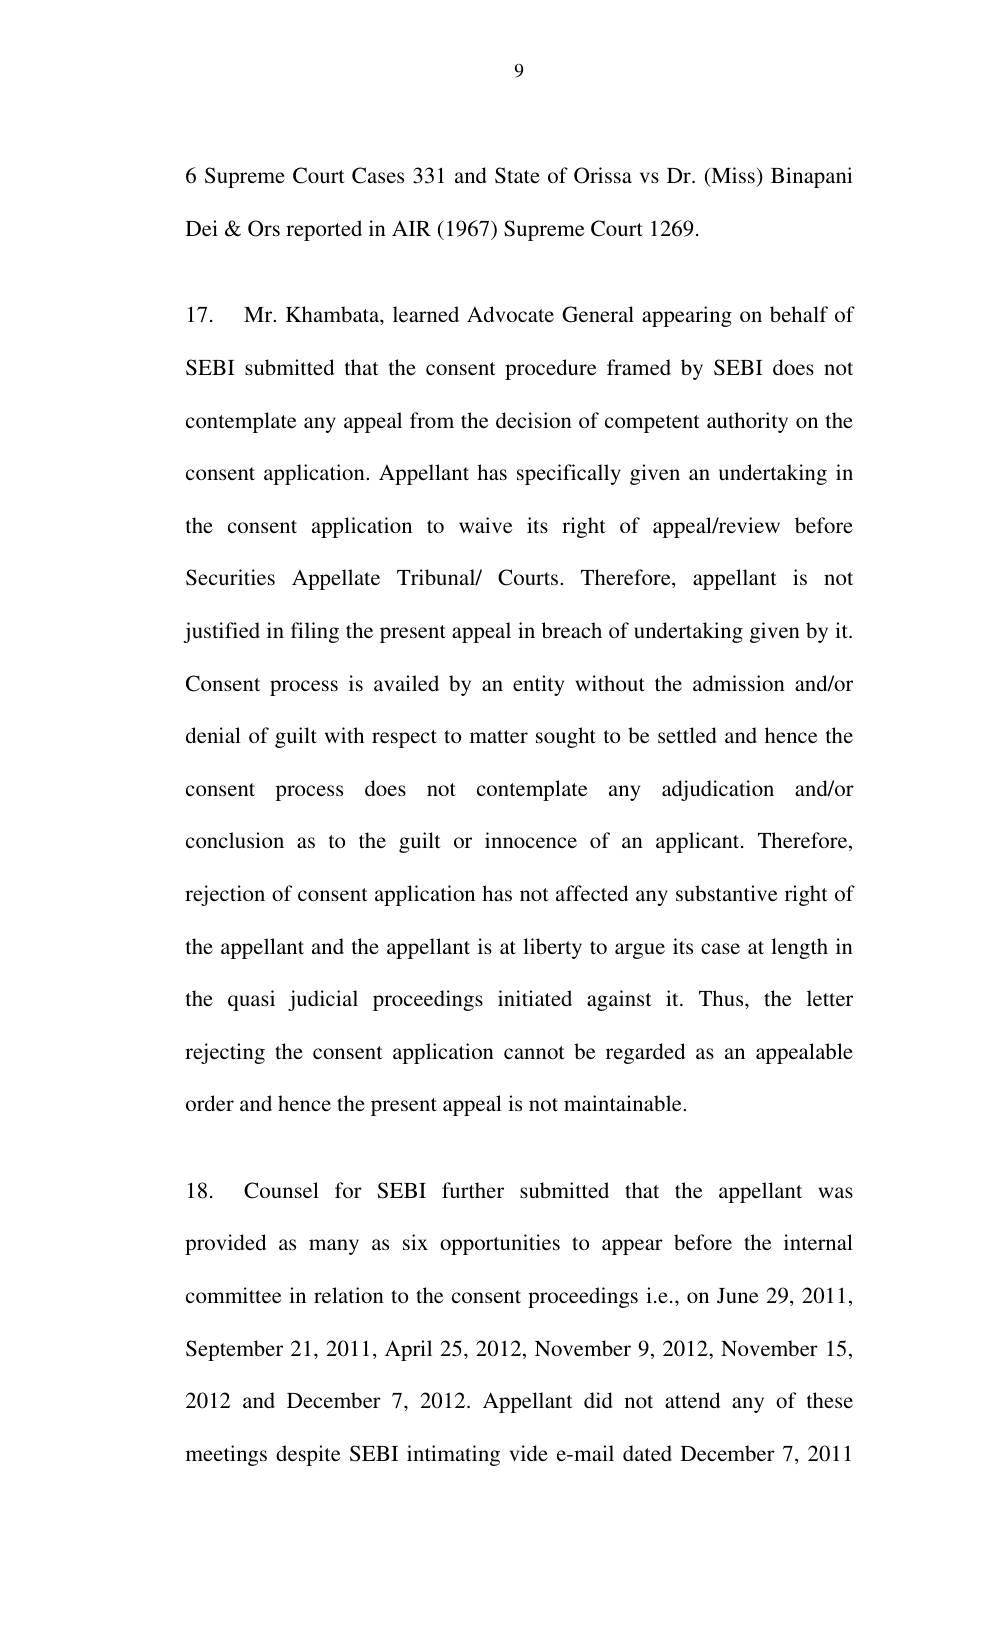 9
6 Supreme Court Cases 331 and State of Orissa vs Dr. (Miss) Binapani
Dei & Ors reported in AIR (1967) Supreme Court 1269.
17. Mr. Khambata, learned Advocate General appearing on behalf of
SEBI submitted that the consent procedure framed by SEBI does not
contemplate any appeal from the decision of competent authority on the
consent application. Appellant has specifically given an undertaking in
the consent application to waive its right of appeal/review before
Securities Appellate Tribunal/ Courts. Therefore, appellant is not
justified in filing the present appeal in breach of undertaking given by it.
Consent process is availed by an entity without the admission and/or
denial of guilt with respect to matter sought to be settled and hence the
consent process does not contemplate any adjudication and/or
conclusion as to the guilt or innocence of an applicant. Therefore,
rejection of consent application has not affected any substantive right of
the appellant and the appellant is at liberty to argue its case at length in
the quasi judicial proceedings initiated against it. Thus, the letter
rejecting the consent application cannot be regarded as an appealable
order and hence the present appeal is not maintainable.
18. Counsel for SEBI further submitted that the appellant was
provided as many as six opportunities to appear before the internal
committee in relation to the consent proceedings i.e., on June 29, 2011,
September 21, 2011, April 25, 2012, November 9, 2012, November 15,
2012 and December 7, 2012. Appellant did not attend any of these
meetings despite SEBI intimating vide e-mail dated December 7, 2011